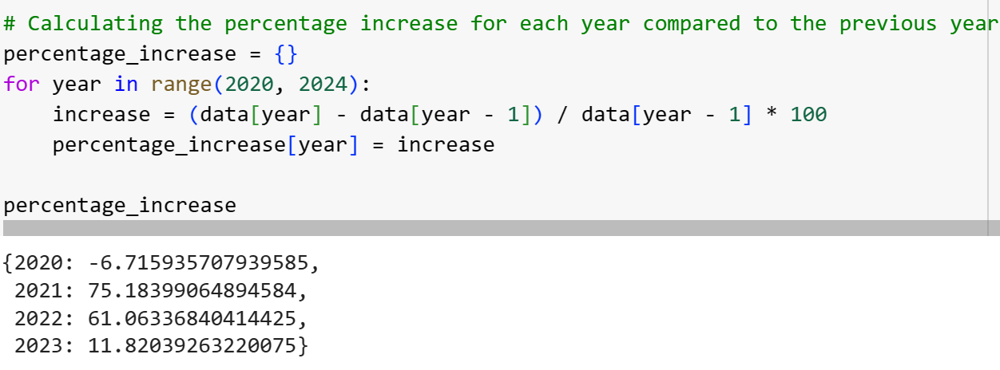 # Calculating the percentage increase for each year compared to the previous year
percentage_increase = {}
for year in range(2020, 2024):
    increase = (data[year] - data[year - 1]) / data[year - 1] * 100
    percentage_increase[year] = increase

percentage_increase
{2020: -6.715935707939585,
 2021: 75.18399064894584,
 2022: 61.06336840414425,
 2023: 11.82039263220075}